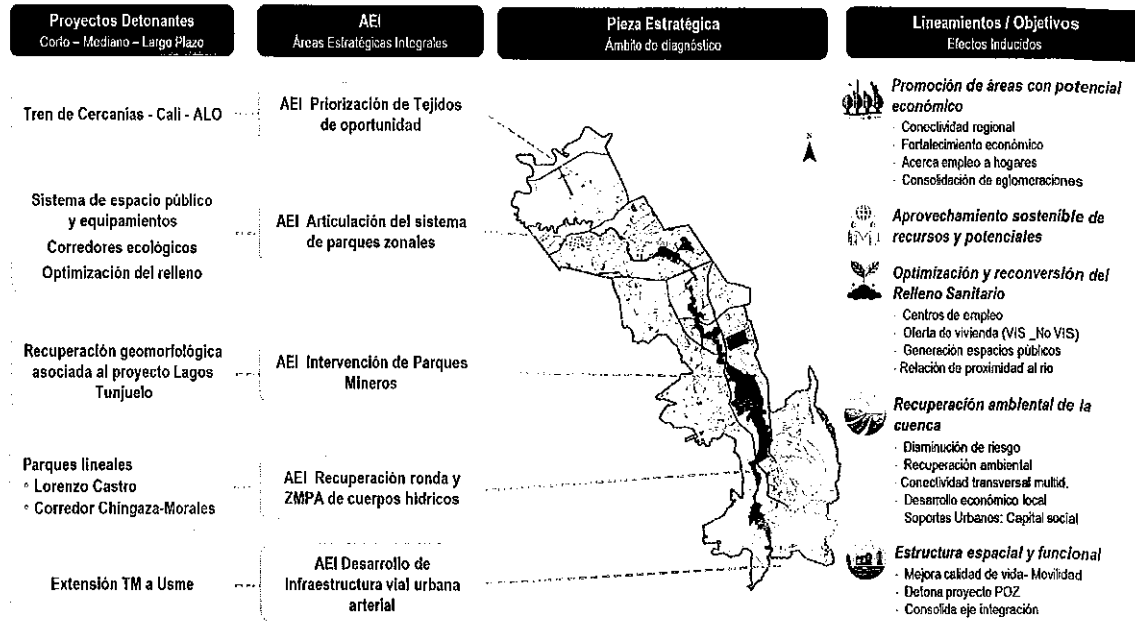 Proyectos Detonantes
Corto – Mediano – Largo Plazo
AEI
Áreas Estratégicas Integrales
Pieza Estratégica
Ámbito de diagnóstico
Lineamientos / Objetivos
Efectos Inducidos
Tren de Cercanías - Cali - ALO
Sistema de espacio público
y equipamientos
Corredores ecológicos
Optimización del relleno
Recuperación geomorfológica
asociada al proyecto Lagos
Tunjuelo
Parques lineales
° Lorenzo Castro
° Corredor Chingaza-Morales
Extensión TM a Usme
AEI Priorización de Tejidos
de oportunidad
AEI Articulación del sistema
de parques zonales
AEI Intervención de Parques
Mineros
AEI Recuperación ronda y
ZMPA de cuerpos hídricos
AEI Desarrollo de
infraestructura vial urbana
arterial
N
Promoción de áreas con potencial
económico
· Conectividad regional
· Fortalecimiento económico
· Acerca empleo a hogares
· Consolidación de aglomeraciones
Aprovechamiento sostenible de
recursos y potenciales
Optimización y reconversión del
Relleno Sanitario
· Centros de empleo
· Oferta de vivienda (VIS _No VIS)
· Generación espacios públicos
· Relación de proximidad al río
Recuperación ambiental de la
cuenca
· Disminución de riesgo
· Recuperación ambiental
· Conectividad transversal multid.
· Desarrollo económico local
Soportes Urbanos: Capital social
Estructura espacial y funcional
· Mejora calidad de vida- Movilidad
· Detona proyecto POZ
· Consolida eje integración